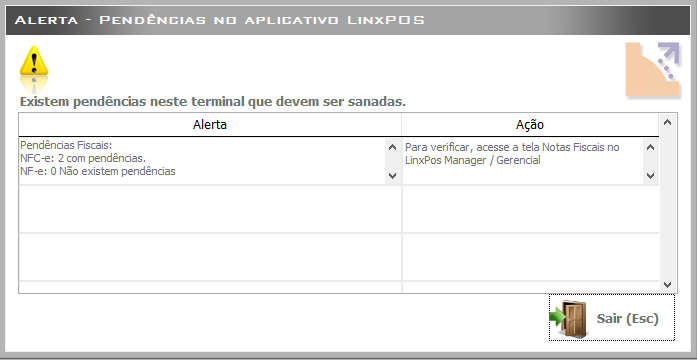 Alerta - Pendências no aplicativo LinxPOS
Existem pendências neste terminal que devem ser sanadas.
Alerta
Ação
Pendências Fiscais:
NFC-e: 2 com pendências.
NF-e: 0 Não existem pendências
Para verificar, acesse a tela Notas Fiscais no
LinxPos Manager / Gerencial
Sair (Esc)